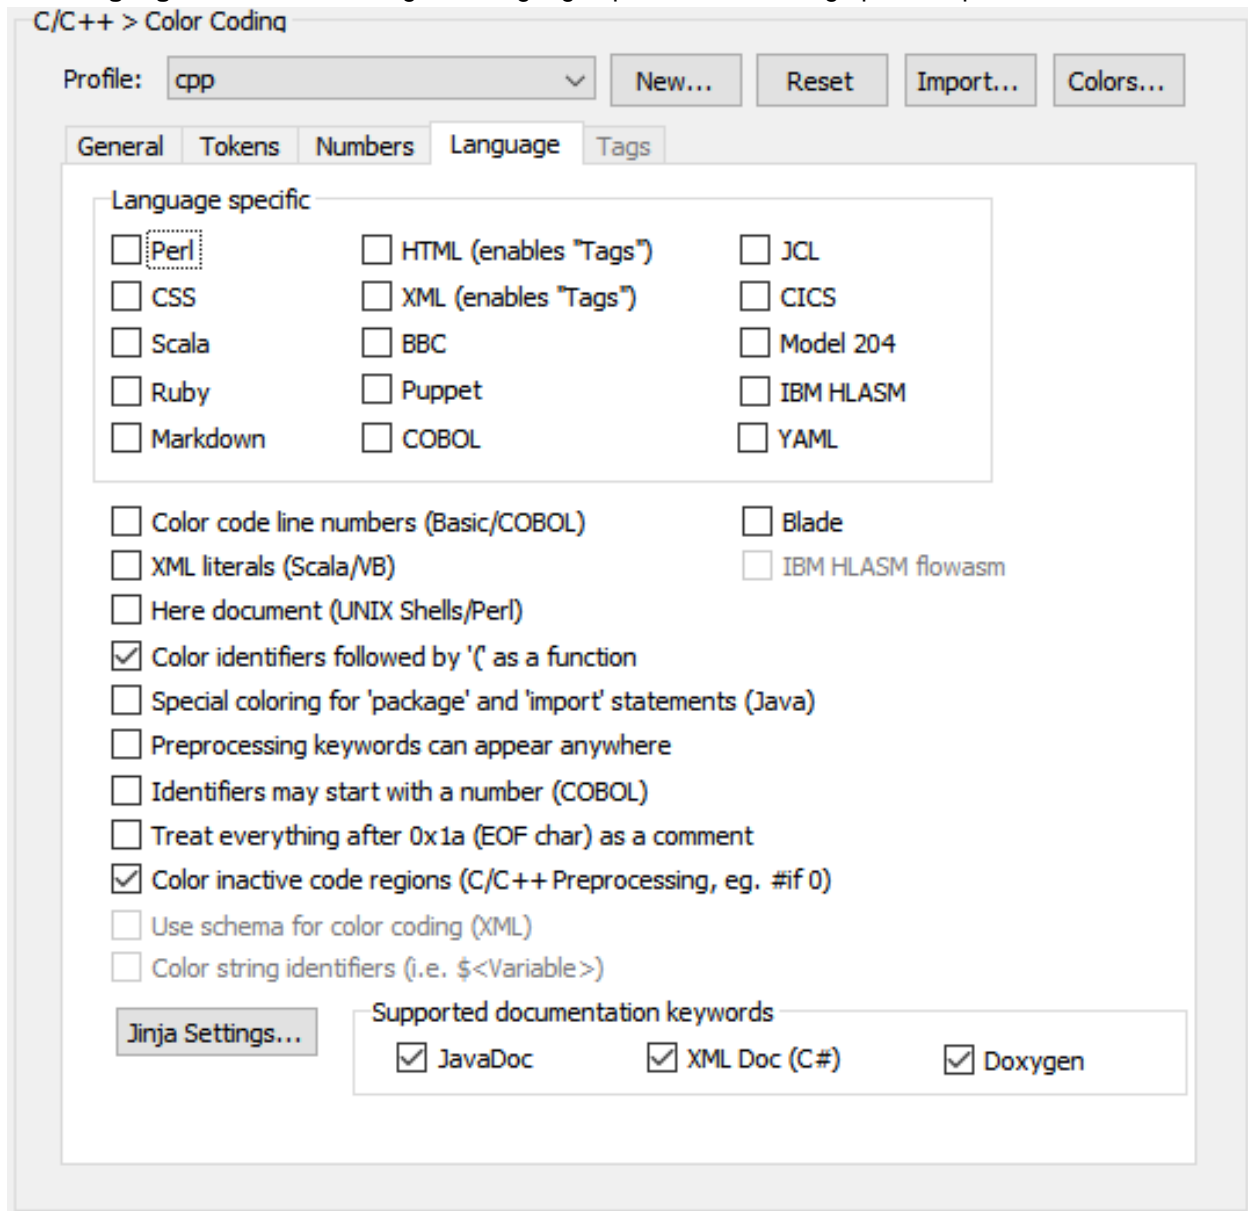 C/C++ > Color Coding
Profile: cpp New... Reset Import... Colors...
General Tokens Numbers Language Tags
Language specific
Perl HTML (enables "Tags") JCL
CSS XML (enables "Tags") CICS
Scala BBC Model 204
Ruby Puppet IBM HLASM
Markdown COBOL YAML
Color code line numbers (Basic/COBOL) Blade
XML literals (Scala/VB) IBM HLASM flowasm
Here document (UNIX Shells/Perl)
Color identifiers followed by '(' as a function
Special coloring for 'package' and 'import' statements (Java)
Preprocessing keywords can appear anywhere
Identifiers may start with a number (COBOL)
Treat everything after 0x1a (EOF char) as a comment
Color inactive code regions (C/C++ Preprocessing, eg. #if 0)
Use schema for color coding (XML)
Color string identifiers (i.e. $<Variable>)
Jinja Settings... Supported documentation keywords
JavaDoc XML Doc (C#) Doxygen